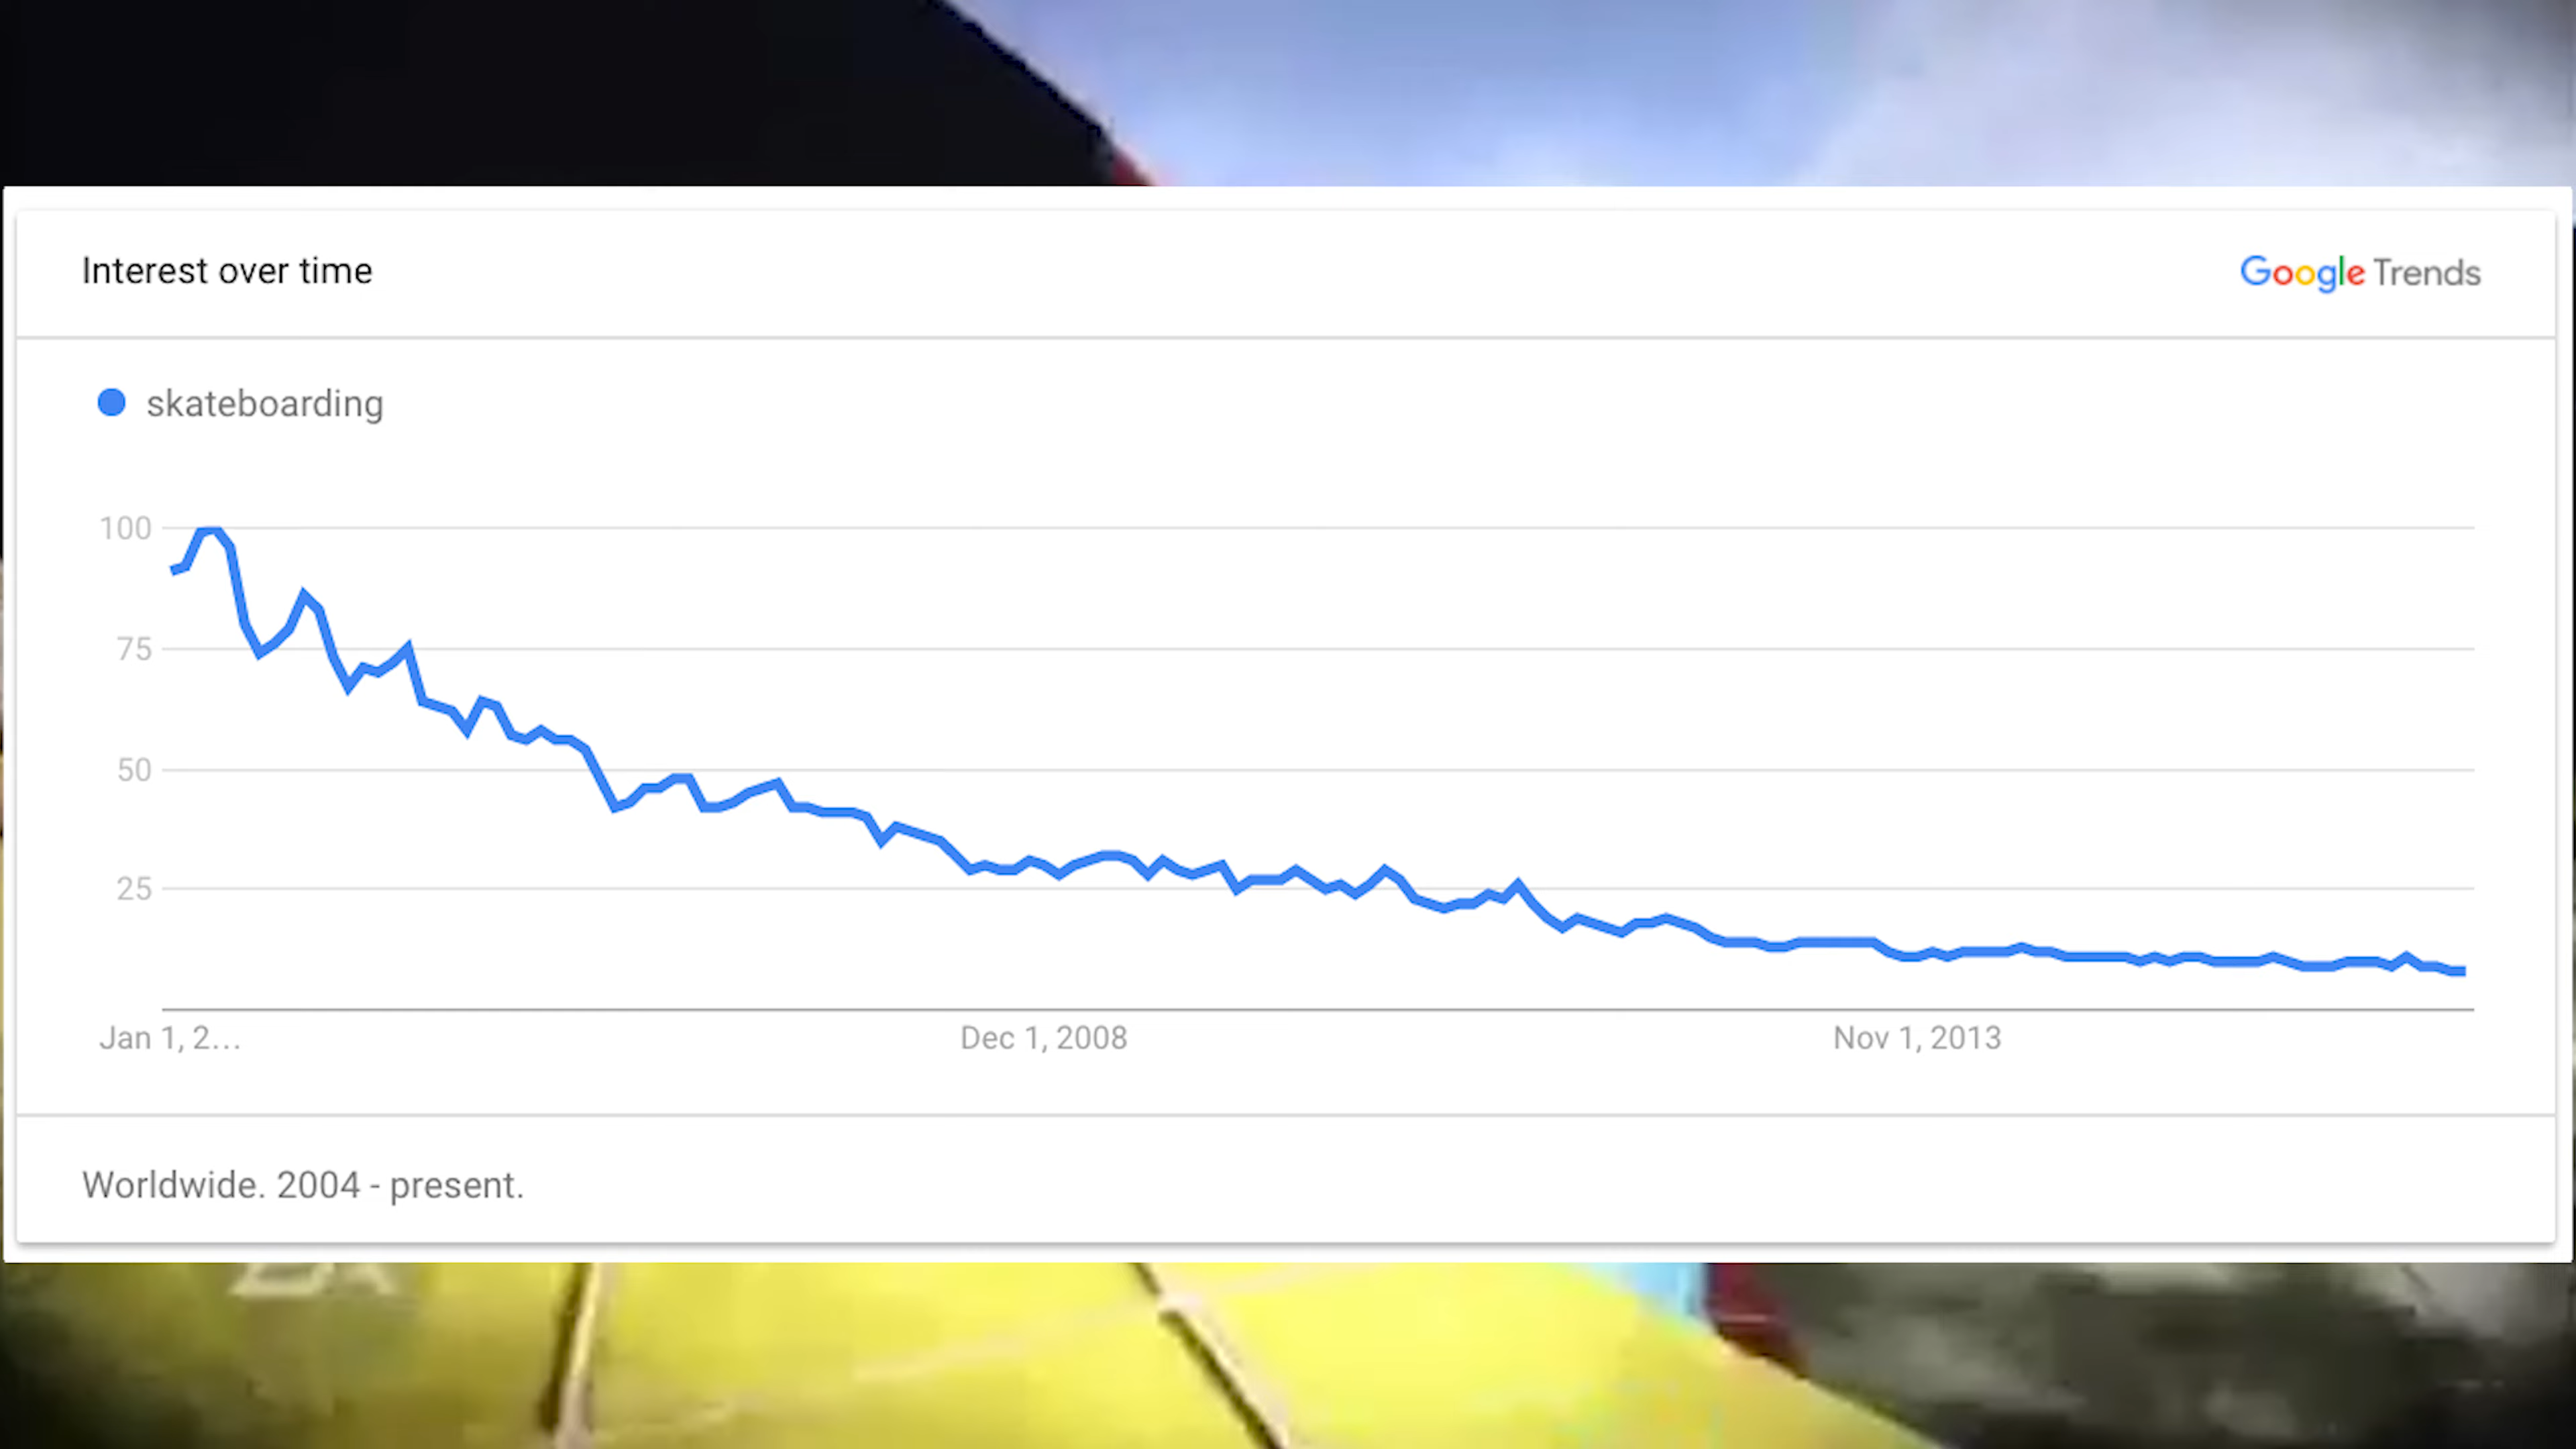 Interest over time
Google Trends
skateboarding
100
75
50
25
Jan 1, 2...
Dec 1, 2008
Nov 1, 2013
Worldwide. 2004 - present.
EA